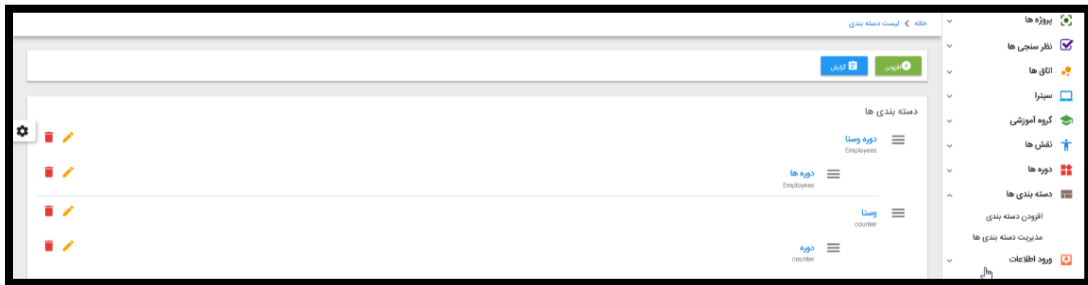 پروژه ها
نظر سنجی ها
اتاق ها
سیترا
گروه آموزشی
نقش ها
دوره ها
دسته بندی ها
افزودن دسته بندی
مدیریت دسته بندی ها
ورود اطلاعات
خانه ❯ لیست دسته بندی
افزودن
گزارش
دسته بندی ها
دوره وستا
Employees
دوره ها
Employees
وستا
counter
دوره
counter